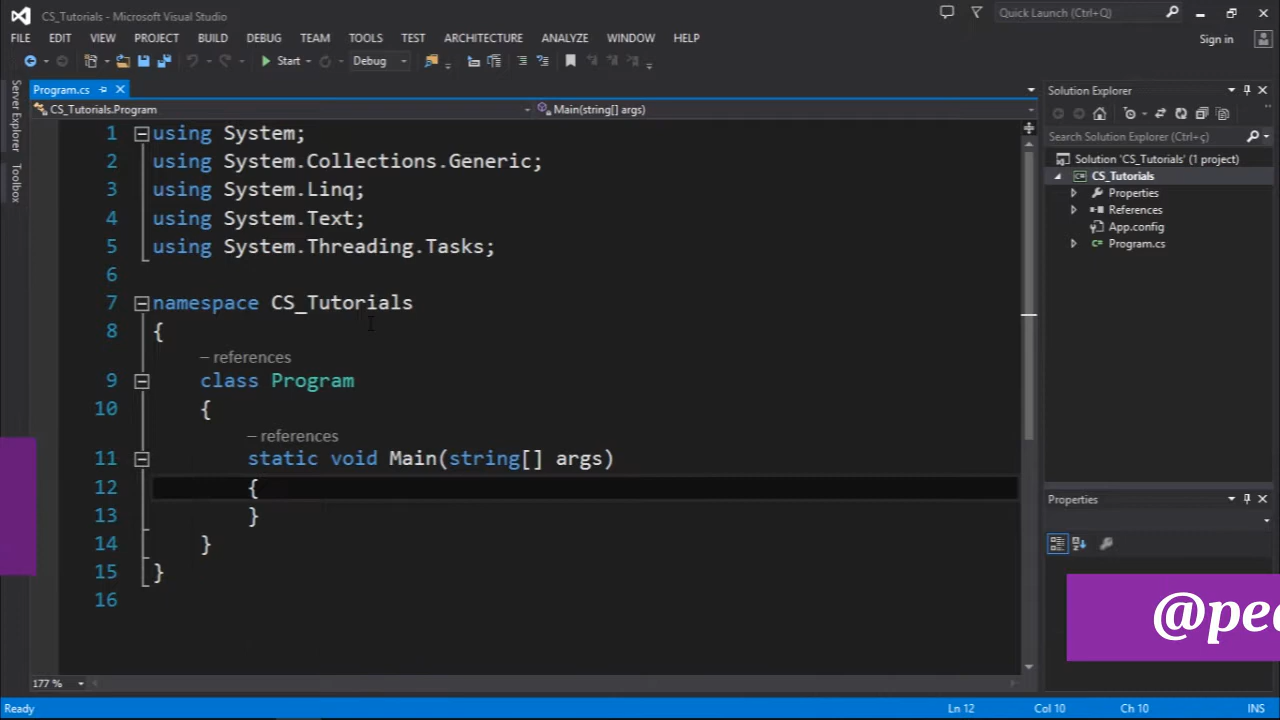 CS_Tutorials - Microsoft Visual Studio
Quick Launch (Ctrl+Q)
FILE EDIT VIEW PROJECT BUILD DEBUG TEAM TOOLS TEST ARCHITECTURE ANALYZE WINDOW HELP
Sign in
Start
Debug
Server Explorer
Toolbox
Program.cs
CS_Tutorials.Program
Main(string[] args)
1 using System;
2 using System.Collections.Generic;
3 using System.Linq;
4 using System.Text;
5 using System.Threading.Tasks;
6
7 namespace CS_Tutorials
8 {
– references
9 class Program
10 {
– references
11 static void Main(string[] args)
12 {
13 }
14 }
15 }
16
177 %
Solution Explorer
Search Solution Explorer (Ctrl+ç)
Solution 'CS_Tutorials' (1 project)
CS_Tutorials
Properties
References
App.config
Program.cs
Properties
Ready
Ln 12
Col 10
Ch 10
INS